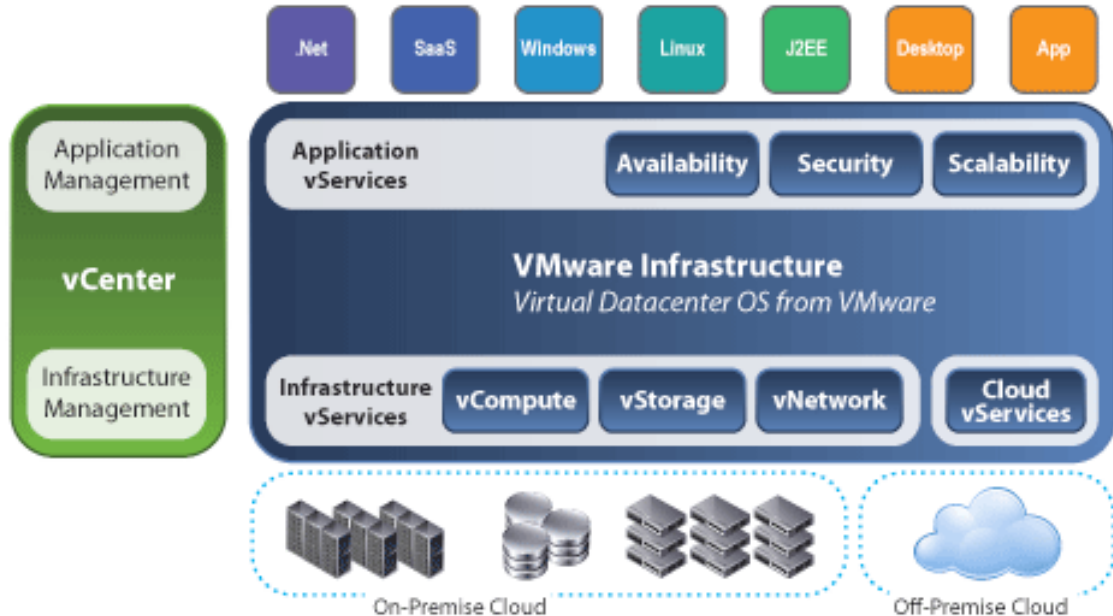 .Net
SaaS
Windows
Linux
J2EE
Desktop
App
Application
Management
vCenter
Infrastructure
Management
Application
vServices
Availability
Security
Scalability
VMware Infrastructure
Virtual Datacenter OS from VMware
Infrastructure
vServices
vCompute
vStorage
vNetwork
Cloud
vServices
On-Premise Cloud
Off-Premise Cloud